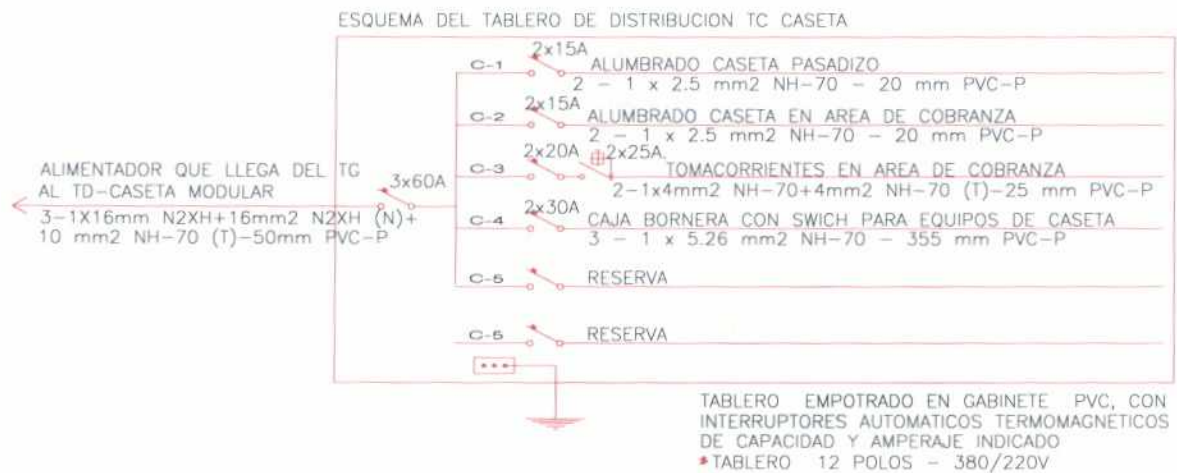 ESQUEMA DEL TABLERO DE DISTRIBUCION TC CASETA
2x15A
C-1 ALUMBRADO CASETA PASADIZO
2 - 1 x 2.5 mm2 NH-70 - 20 mm PVC-P
2x15A
C-2 ALUMBRADO CASETA EN AREA DE COBRANZA
2 - 1 x 2.5 mm2 NH-70 - 20 mm PVC-P
2x20A 2x25A.
C-3 TOMACORRIENTES EN AREA DE COBRANZA
2-1x4mm2 NH-70+4mm2 NH-70 (T)-25 mm PVC-P
ALIMENTADOR QUE LLEGA DEL TG
AL TD-CASETA MODULAR
3x60A
3-1X16mm N2XH+16mm2 N2XH (N)+
10 mm2 NH-70 (T)-50mm PVC-P
2x30A
C-4 CAJA BORNERA CON SWICH PARA EQUIPOS DE CASETA
3 - 1 x 5.26 mm2 NH-70 - 355 mm PVC-P
C-5 RESERVA
C-5 RESERVA
TABLERO EMPOTRADO EN GABINETE PVC, CON
INTERRUPTORES AUTOMATICOS TERMOMAGNETICOS
DE CAPACIDAD Y AMPERAJE INDICADO
*TABLERO 12 POLOS - 380/220V